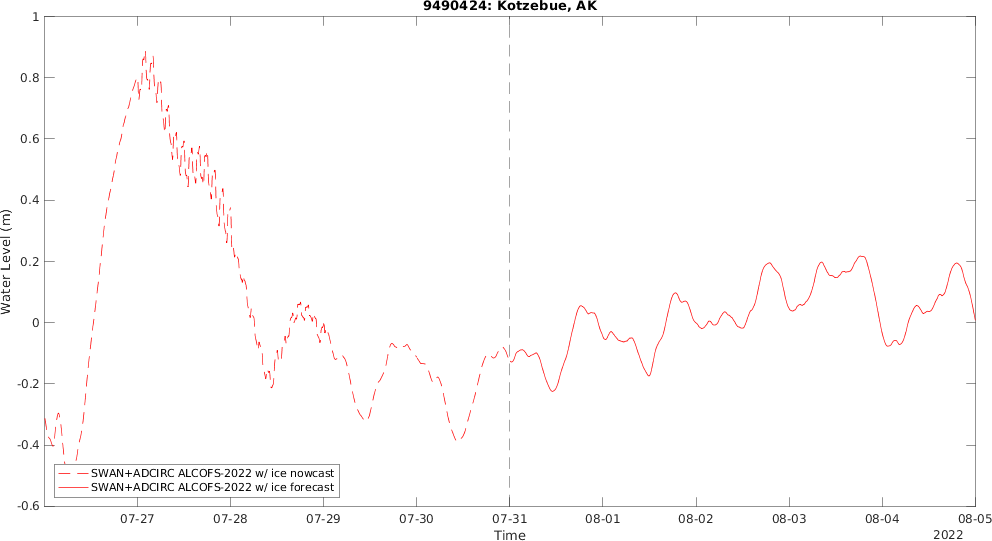 9490424: Kotzebue, AK
1
0.8
0.6
0.4
0.2
0
-0.2
-0.4
-0.6
Water Level (m)
SWAN+ADCIRC ALCOFS-2022 w/ ice nowcast
SWAN+ADCIRC ALCOFS-2022 w/ ice forecast
07-27 07-28 07-29 07-30 07-31 08-01 08-02 08-03 08-04 08-05
Time
2022